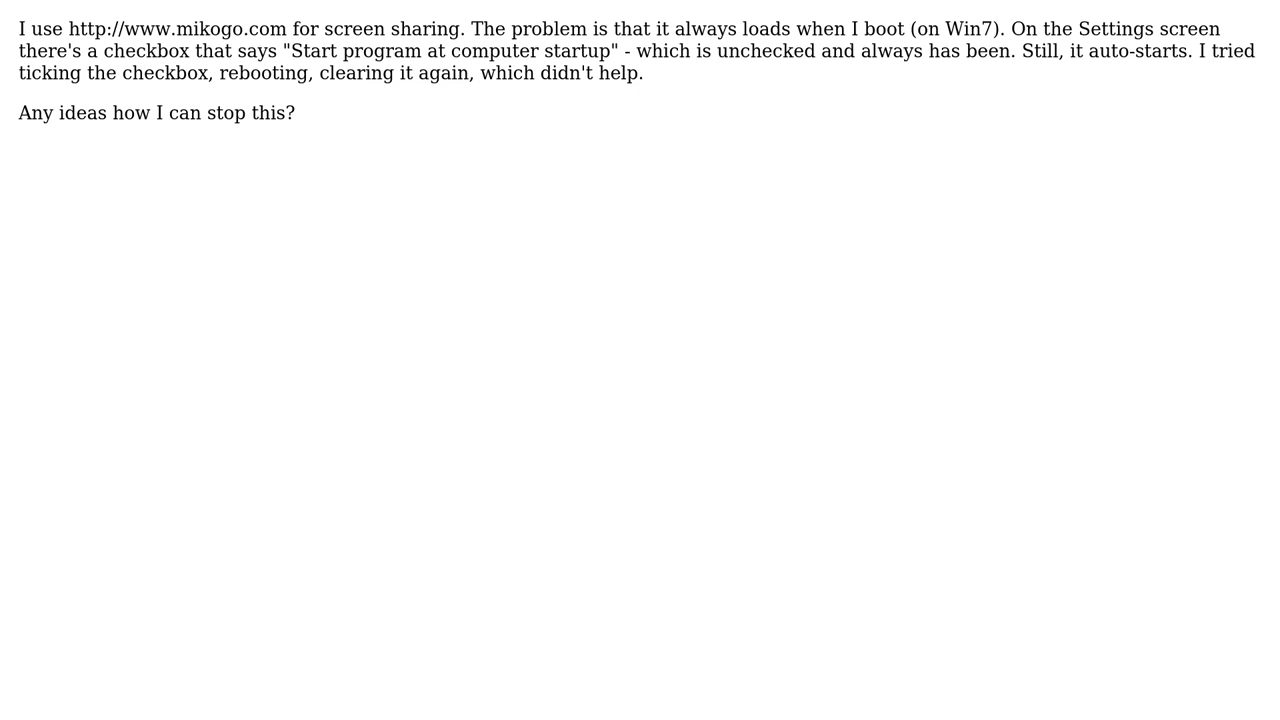 I use http://www.mikogo.com for screen sharing. The problem is that it always loads when I boot (on Win7). On the Settings screen
there's a checkbox that says "Start program at computer startup" - which is unchecked and always has been. Still, it auto-starts. I tried
ticking the checkbox, rebooting, clearing it again, which didn't help.
Any ideas how I can stop this?